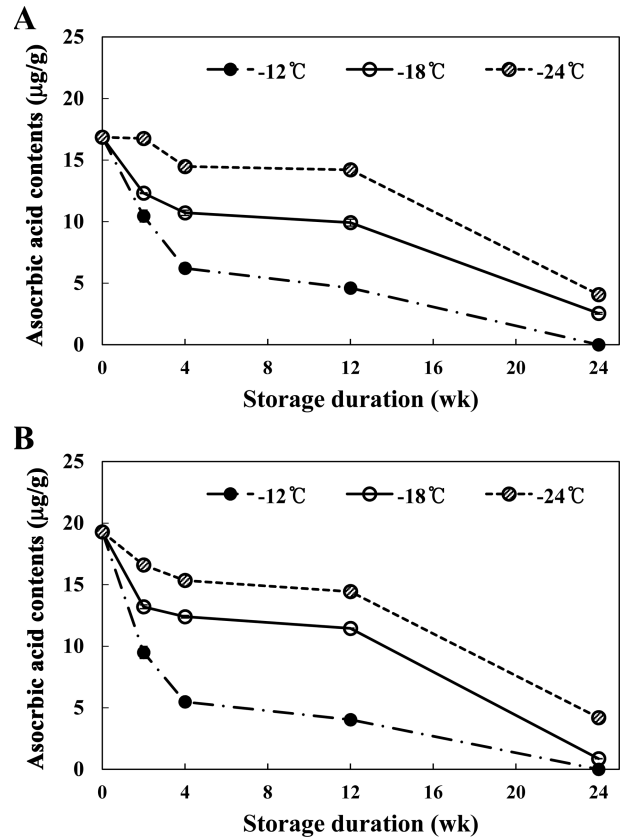 A
25
20
15
10
5
0
Asocrbic acid contents (μg/g)
-12℃ -18℃ -24℃
0 4 8 12 16 20 24
Storage duration (wk)
B
25
20
15
10
5
0
Asocrbic acid contents (μg/g)
-12℃ -18℃ -24℃
0 4 8 12 16 20 24
Storage duration (wk)